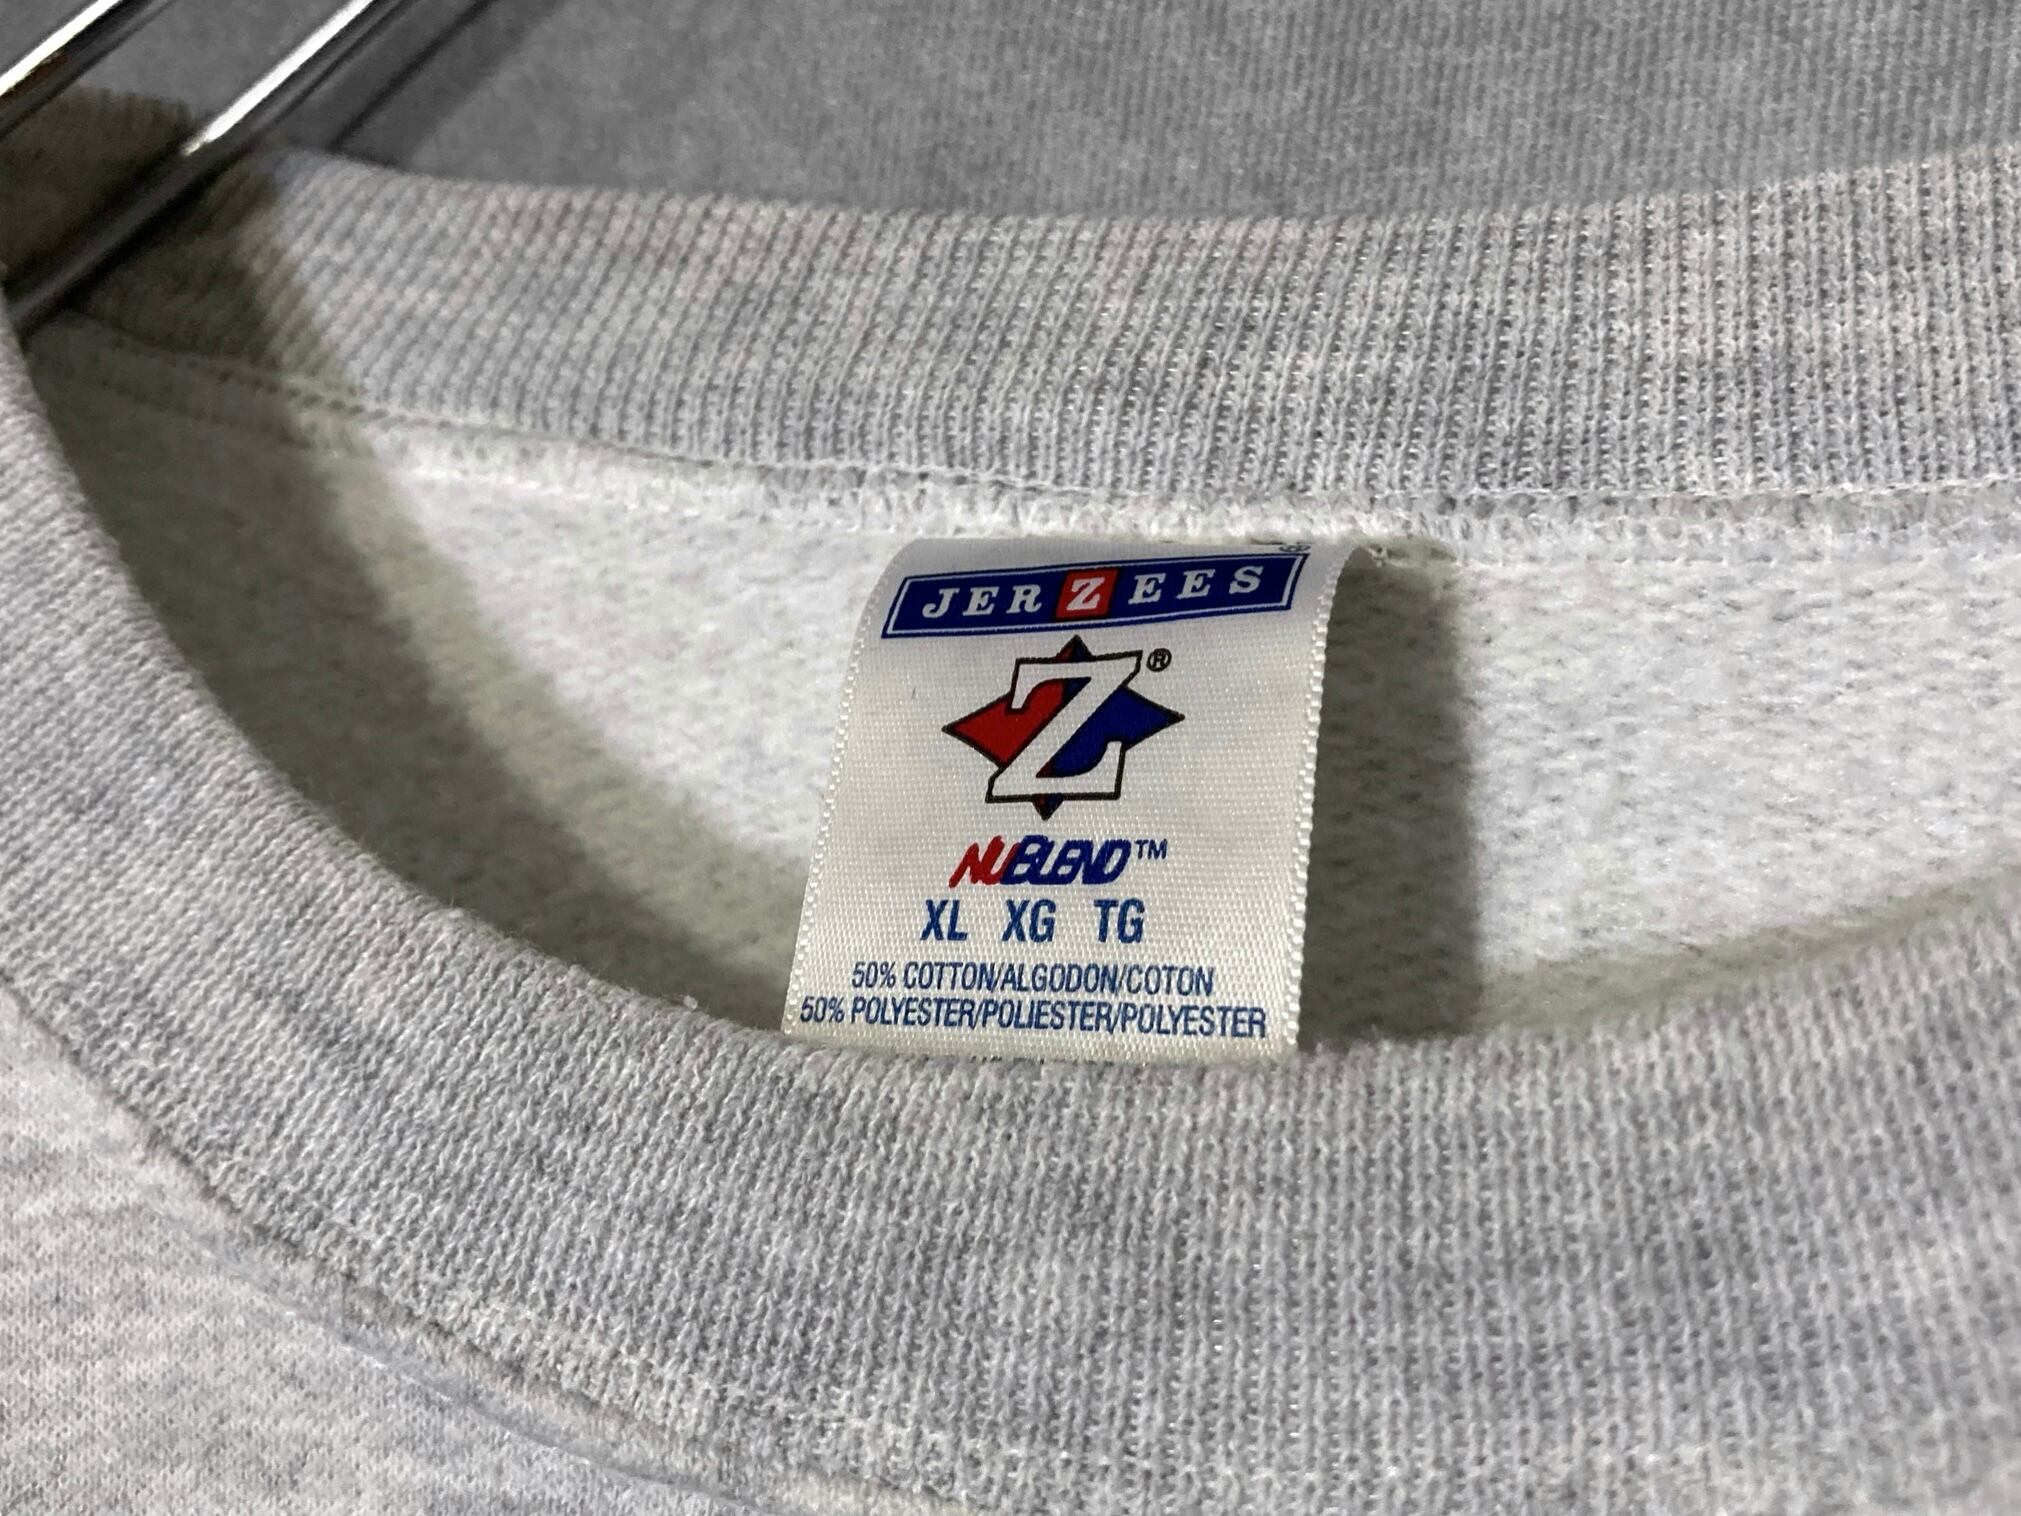 JERZEES
Z®
NUBLEND™
XL XG TG
50% COTTON/ALGODON/COTON
50% POLYESTER/POLIESTER/POLYESTER